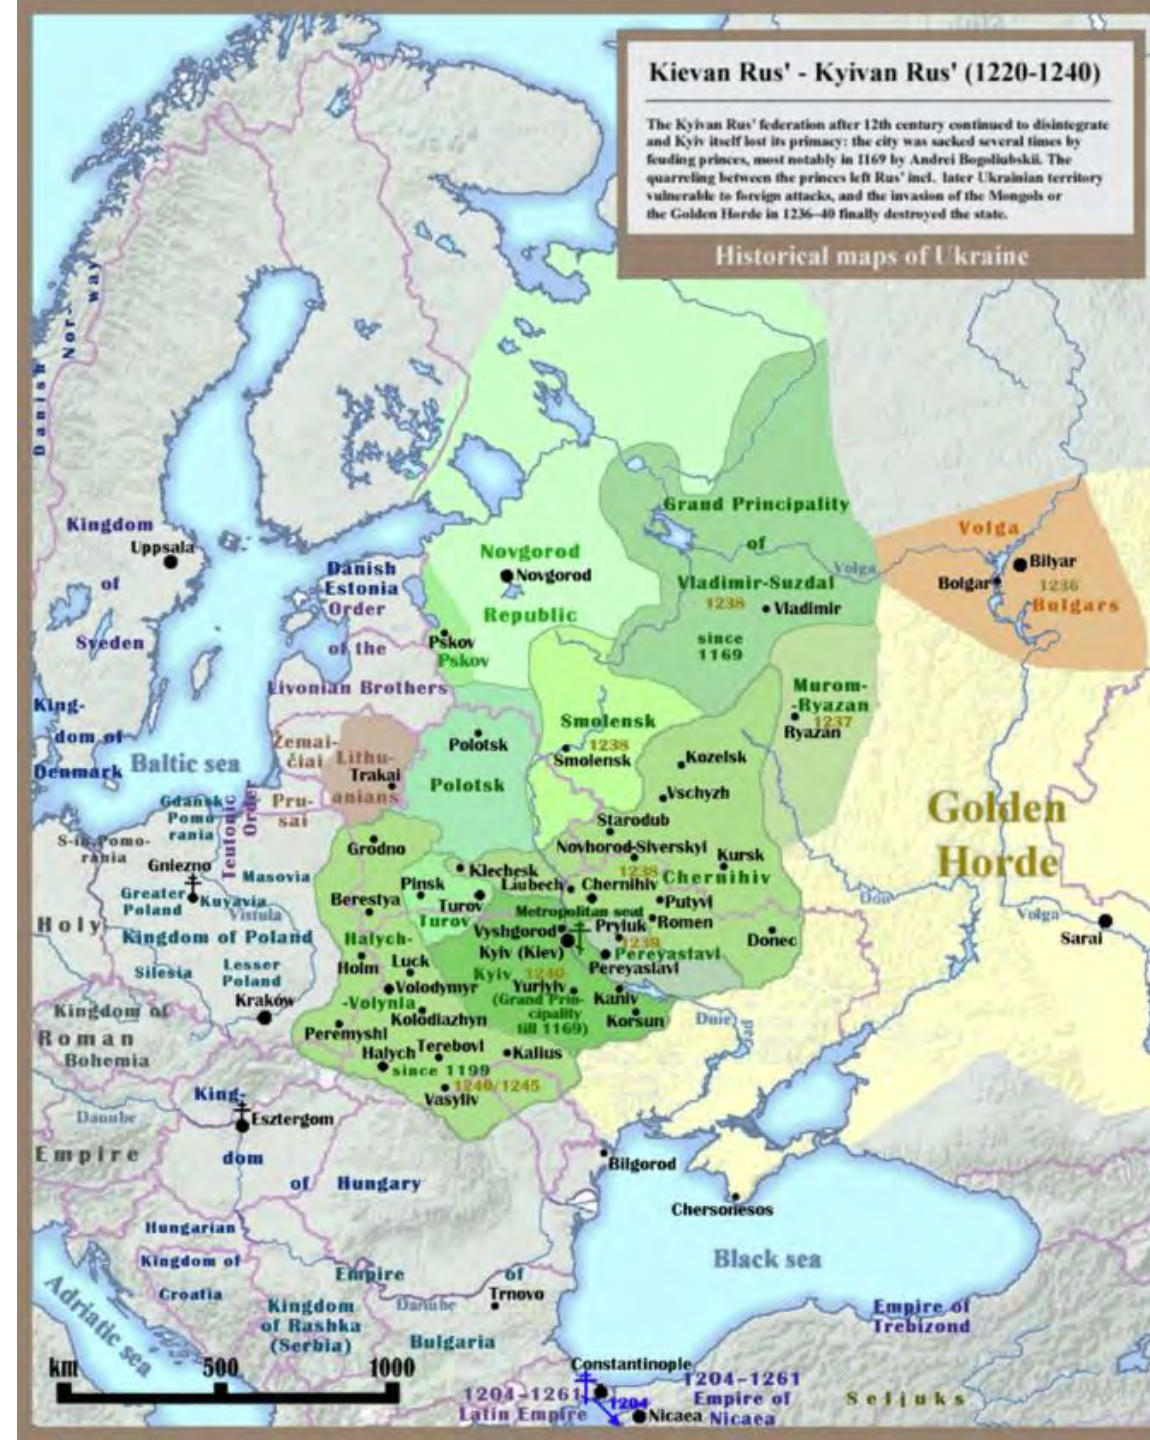 Kievan Rus' - Kyivan Rus' (1220-1240)
The Kyivan Rus' federation after 12th century continued to disintegrate
and Kyiv itself lost its primacy: the city was sacked several times by
feuding princes, most notably in 1169 by Andrei Bogoliubskii. The
quarreling between the princes left Rus' incl. later Ukrainian territory
vulnerable to foreign attacks, and the invasion of the Mongols or
the Golden Horde in 1236–40 finally destroyed the state.
Historical maps of Ukraine
Danish
Nor-
way
Kingdom
Uppsala
of
Syeden
King-
dom of
Denmark
Baltic sea
Danish
Estonia
Order
of the
Livonian Brothers
Novgorod
Novgorod
Republic
Pskov
Pskov
Grand Principality
of
Vladimir-Suzdal
1238
Vladimir
since
1169
Volga
Volga
Bilyar
Bolgar
1236
Bulgars
Murom-
-Ryazan
1237
Ryazan
Smolensk
1238
Smolensk
Polotsk
Polotsk
Žemai-
čiai
Lithu-
Trakai
anians
Pru-
sai
Teutonic
Order
Gdansk
Pomo
rania
S-in Pomo-
rania
Gniezno
Masovia
Greater
Poland
Kuyavia
Vistula
Kingdom of Poland
Silesia
Lesser
Poland
Kraków
Holy
Kingdom of
Roman
Bohemia
Danube
Empire
Kozelsk
Vschyzh
Starodub
Novhorod-Siverskyi
Kursk
1238
Chernihiv
Chernihiv
Liubech
Putyvl
Romen
Donec
Grodno
Klechesk
Pinsk
Turov
Turov
Berestya
Metropolitan seat
Vyshgorod
Pryluk
1239
Kyiv (Kiev)
Pereyaslavl
Pereyaslavl
Halych-
Holm
Luck
Volodymyr
-Volynia
Kolodiazhyn
Kyiv 1240
Yuriyiv
(Grand Prin-
cipality
till 1169)
Kaniv
Korsun
Peremyshl
Halych
Terebovl
Kalius
since 1199
1240/1245
Vasyliv
Golden
Horde
Don
Volga
Sarai
Dnie
per
King-
Esztergom
dom
of Hungary
Bilgorod
Chersonesos
Black sea
Hungarian
Kingdom of
Croatia
Adriatic sea
Empire of
Trnovo
Danube
Kingdom
of Rashka
(Serbia)
Bulgaria
Empire of
Trebizond
km 500 1000
Constantinople
1204-1261
Latin Empire
1204
1204-1261
Empire of
Nicaea
Nicaea
Seljuks